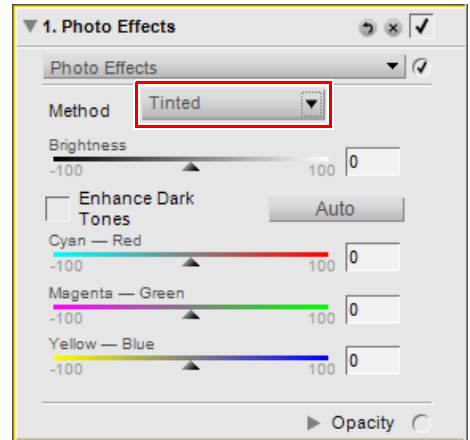 1. Photo Effects
Photo Effects
Method Tinted
Brightness
-100 100 0
Enhance Dark
Tones
Auto
Cyan — Red
-100 100 0
Magenta — Green
-100 100 0
Yellow — Blue
-100 100 0
Opacity